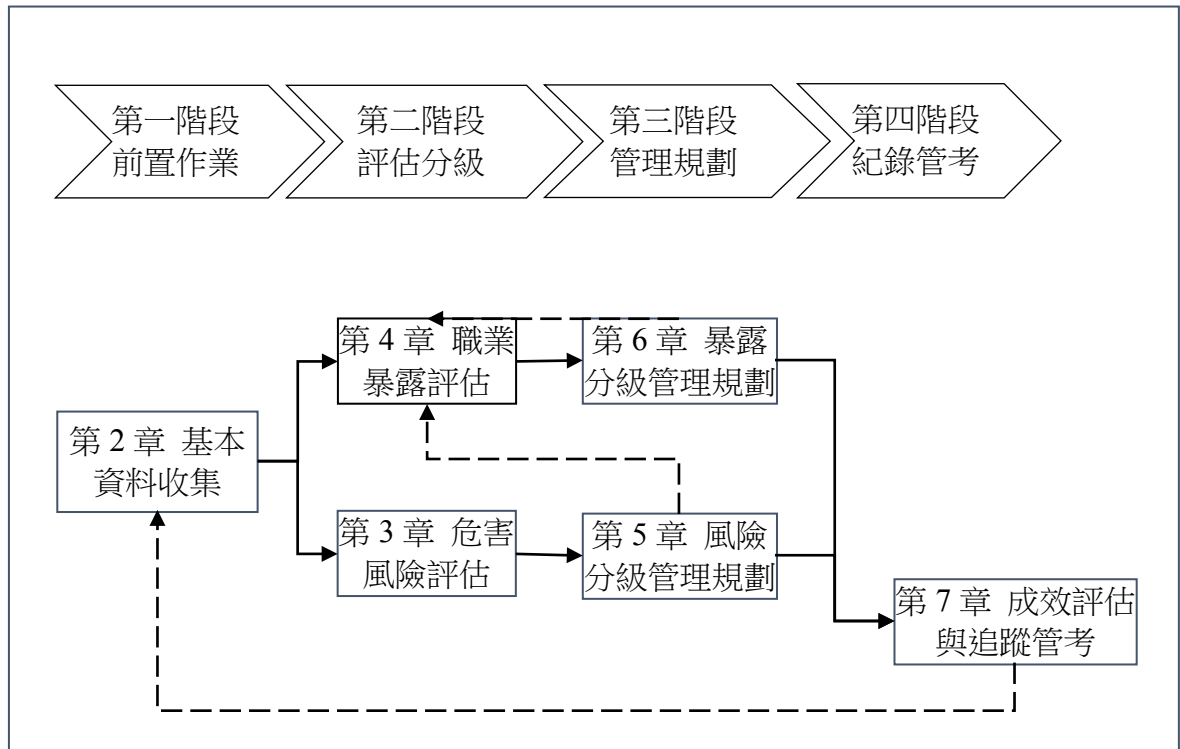 第一階段
前置作業
第二階段
評估分級
第三階段
管理規劃
第四階段
紀錄管考
第 4 章 職業
暴露評估
第 6 章 暴露
分級管理規劃
第 2 章 基本
資料收集
第 3 章 危害
風險評估
第 5 章 風險
分級管理規劃
第 7 章 成效評估
與追蹤管考